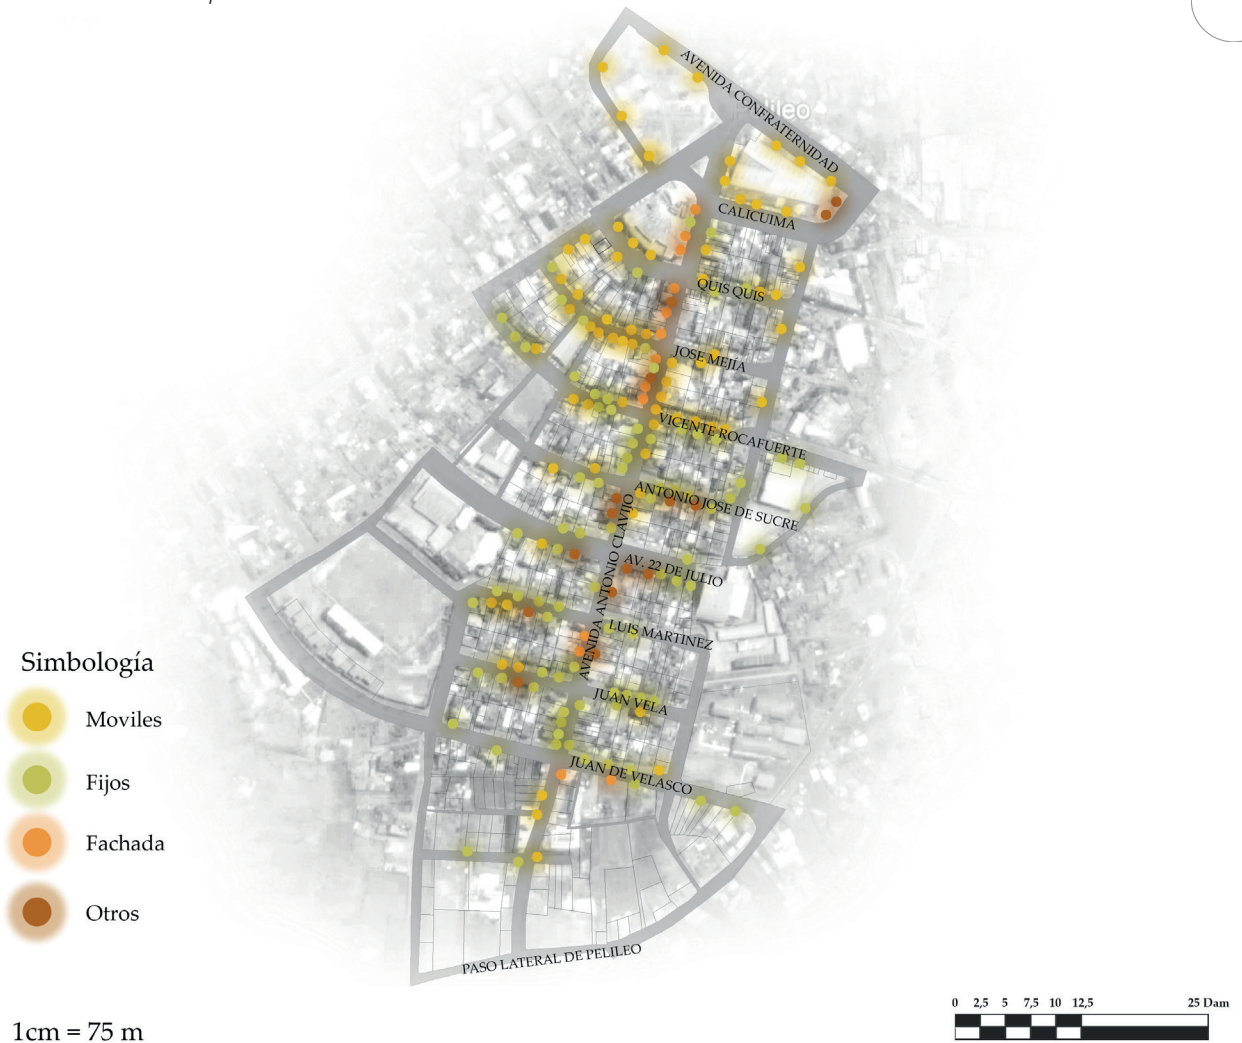 AVENIDA CONFRATERNIDAD
CALICUIMA
QUIS QUIS
JOSE MEJÍA
VICENTE ROCAFUERTE
ANTONIO JOSE DE SUCRE
AVENIDA ANTONIO CLAVIJO
AV. 22 DE JULIO
LUIS MARTINEZ
JUAN VELA
JUAN DE VELASCO
PASO LATERAL DE PELILEO
Simbología
Moviles
Fijos
Fachada
Otros
1cm = 75 m
0 2,5 5 7,5 10 12,5 25 Dam